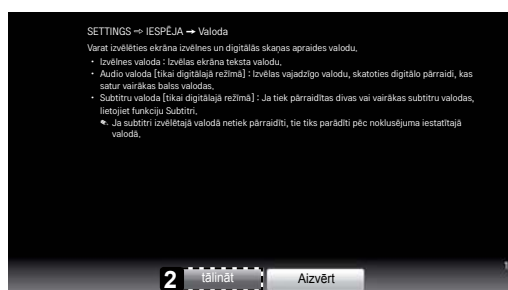 SETTINGS ⇨ IESPĒJA ➞ Valoda
Varat izvēlēties ekrāna izvēlnes un digitālās skaņas apraides valodu.
• Izvēlnes valoda : Izvēlas ekrāna teksta valodu.
• Audio valoda [tikai digitālajā režīmā] : Izvēlas vajadzīgo valodu, skatoties digitālo pārraidi, kas
satur vairākas balss valodas.
• Subtitru valoda [tikai digitālajā režīmā] : Ja tiek pārraidītas divas vai vairākas subtitru valodas,
lietojiet funkciju Subtitri.
Ja subtitri izvēlētajā valodā netiek pārraidīti, tie tiks parādīti pēc noklusējuma iestatītajā
valodā.
2 tālināt Aizvērt